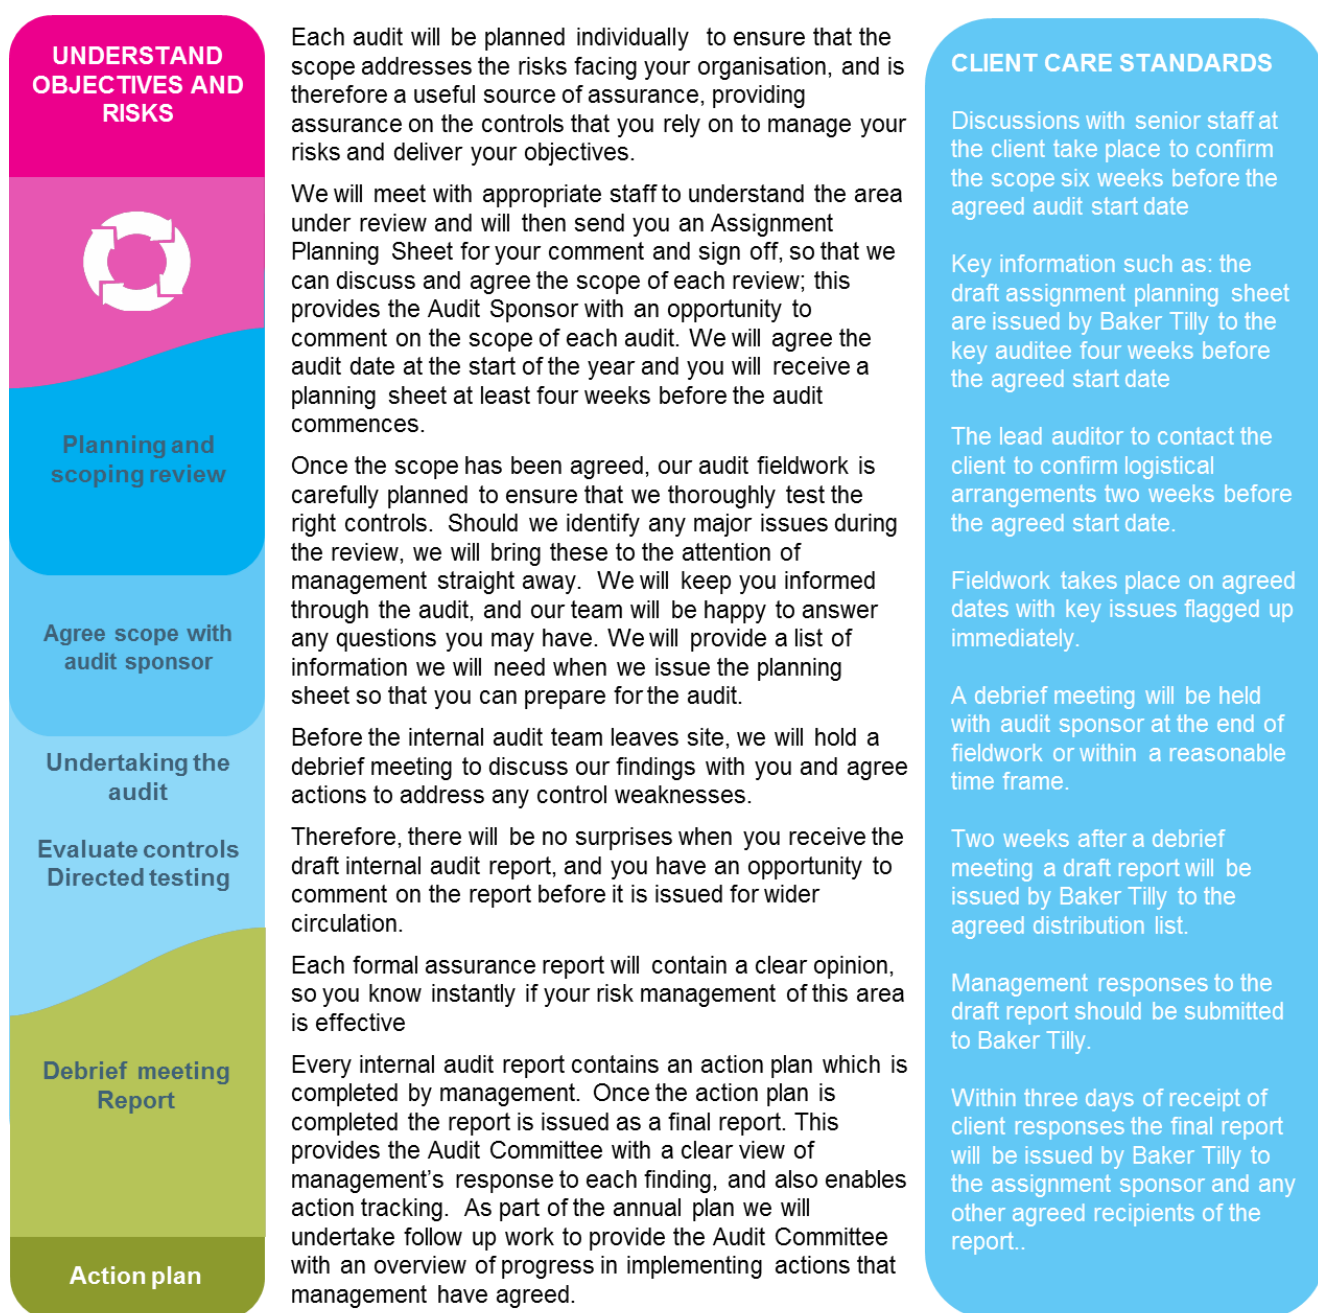 UNDERSTAND
OBJECTIVES AND
RISKS
Planning and
scoping review
Agree scope with
audit sponsor
Undertaking the
audit
Evaluate controls
Directed testing
Debrief meeting
Report
Action plan
Each audit will be planned individually to ensure that the
scope addresses the risks facing your organisation, and is
therefore a useful source of assurance, providing
assurance on the controls that you rely on to manage your
risks and deliver your objectives.
We will meet with appropriate staff to understand the area
under review and will then send you an Assignment
Planning Sheet for your comment and sign off, so that we
can discuss and agree the scope of each review; this
provides the Audit Sponsor with an opportunity to
comment on the scope of each audit. We will agree the
audit date at the start of the year and you will receive a
planning sheet at least four weeks before the audit
commences.
Once the scope has been agreed, our audit fieldwork is
carefully planned to ensure that we thoroughly test the
right controls. Should we identify any major issues during
the review, we will bring these to the attention of
management straight away. We will keep you informed
through the audit, and our team will be happy to answer
any questions you may have. We will provide a list of
information we will need when we issue the planning
sheet so that you can prepare for the audit.
Before the internal audit team leaves site, we will hold a
debrief meeting to discuss our findings with you and agree
actions to address any control weaknesses.
Therefore, there will be no surprises when you receive the
draft internal audit report, and you have an opportunity to
comment on the report before it is issued for wider
circulation.
Each formal assurance report will contain a clear opinion,
so you know instantly if your risk management of this area
is effective
Every internal audit report contains an action plan which is
completed by management. Once the action plan is
completed the report is issued as a final report. This
provides the Audit Committee with a clear view of
management's response to each finding, and also enables
action tracking. As part of the annual plan we will
undertake follow up work to provide the Audit Committee
with an overview of progress in implementing actions that
management have agreed.
CLIENT CARE STANDARDS
Discussions with senior staff at
the client take place to confirm
the scope six weeks before the
agreed audit start date
Key information such as: the
draft assignment planning sheet
are issued by Baker Tilly to the
key auditee four weeks before
the agreed start date
The lead auditor to contact the
client to confirm logistical
arrangements two weeks before
the agreed start date.
Fieldwork takes place on agreed
dates with key issues flagged up
immediately.
A debrief meeting will be held
with audit sponsor at the end of
fieldwork or within a reasonable
time frame.
Two weeks after a debrief
meeting a draft report will be
issued by Baker Tilly to the
agreed distribution list.
Management responses to the
draft report should be submitted
to Baker Tilly.
Within three days of receipt of
client responses the final report
will be issued by Baker Tilly to
the assignment sponsor and any
other agreed recipients of the
report..